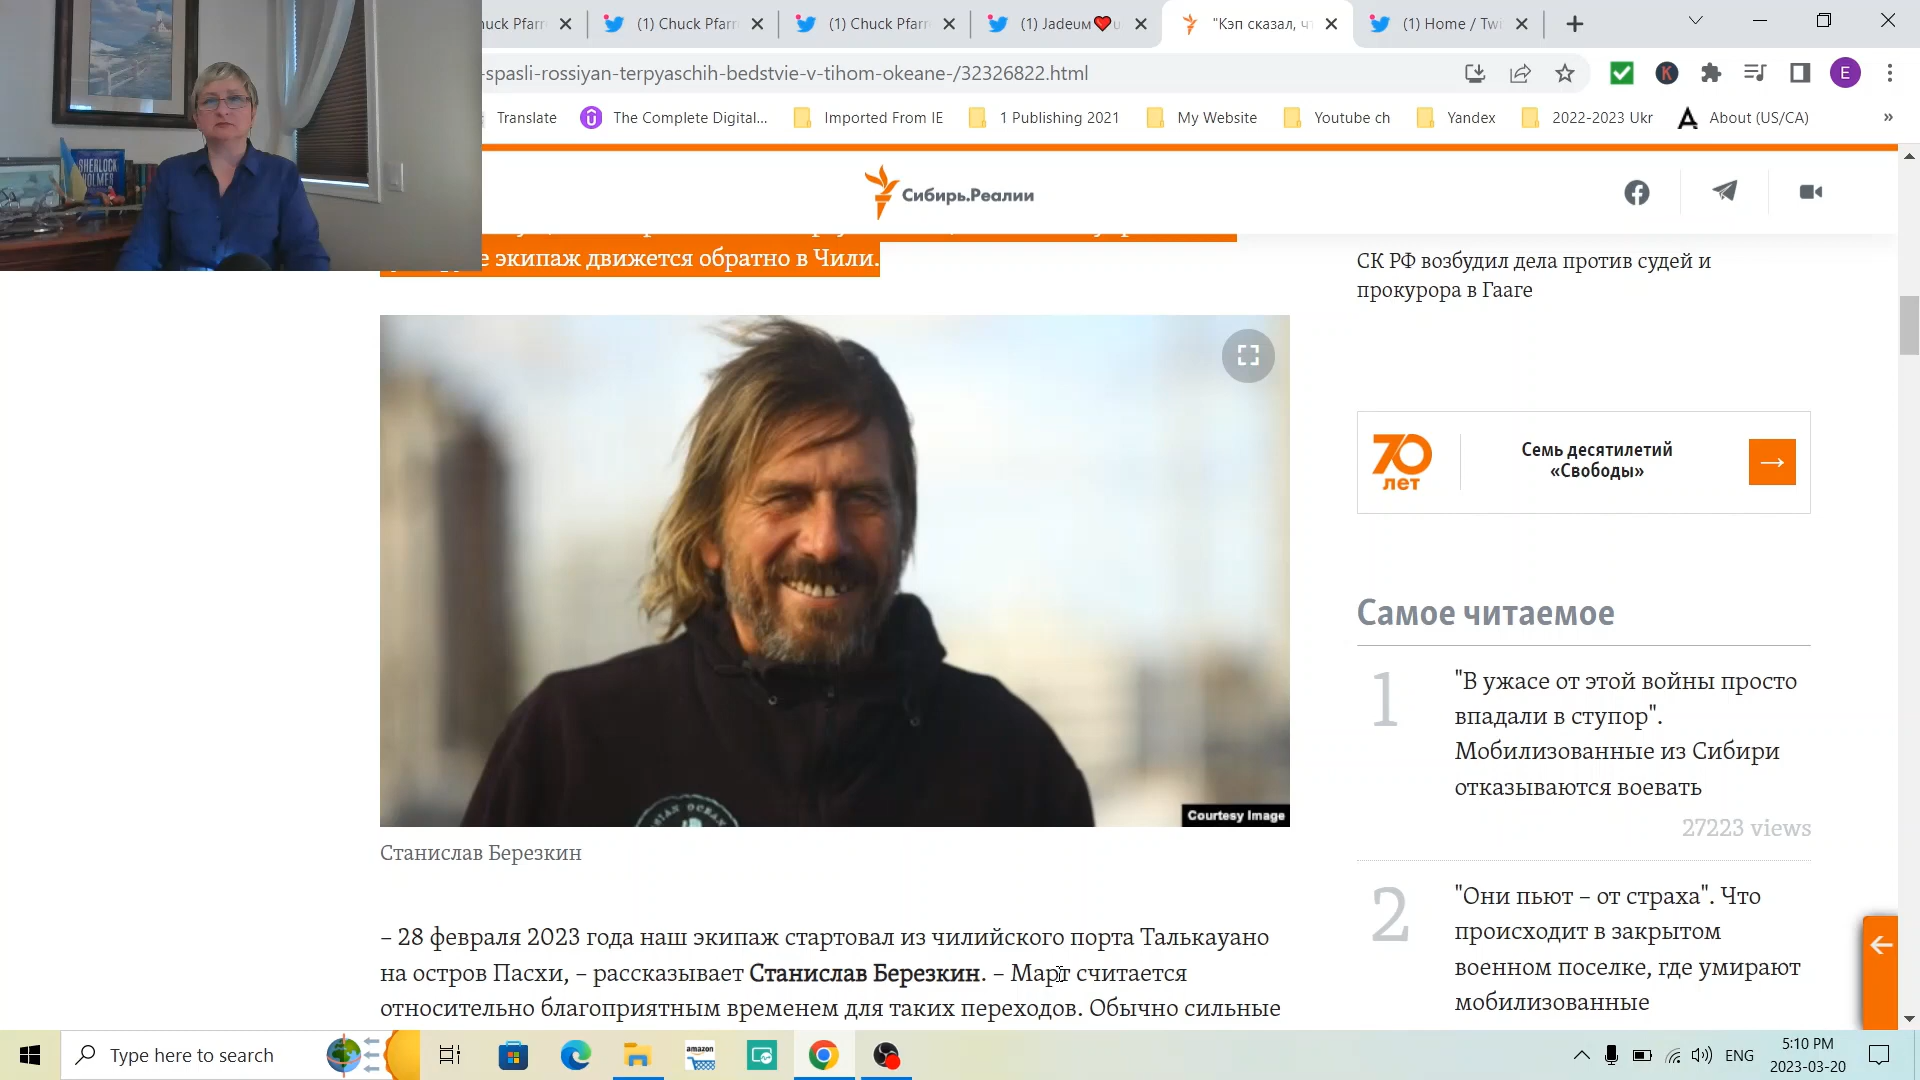 (1) Chuck Pfarr
(1) Chuck Pfarr
(1) Jadeuм❤️u
"Кэп сказал, чт
(1) Home / Twi
-spasli-rossiyan-terpyaschih-bedstvie-v-tihom-okeane-/32326822.html
K
E
Translate
The Complete Digital...
Imported From IE
1 Publishing 2021
My Website
Youtube ch
Yandex
2022-2023 Ukr
About (US/CA)
»
SHERLOCK
HOLMES
Сибирь.Реалии
экипаж движется обратно в Чили.
СК РФ возбудил дела против судей и
прокурора в Гааге
70
лет
Семь десятилетий
«Свободы»
Самое читаемое
1
"В ужасе от этой войны просто
впадали в ступор".
Мобилизованные из Сибири
отказываются воевать
27223 views
2
"Они пьют – от страха". Что
происходит в закрытом
военном поселке, где умирают
мобилизованные
Courtesy Image
Станислав Березкин
– 28 февраля 2023 года наш экипаж стартовал из чилийского порта Талькауано
на остров Пасхи, – рассказывает Станислав Березкин. – Март считается
относительно благоприятным временем для таких переходов. Обычно сильные
Type here to search
amazon
ENG
5:10 PM
2023-03-20